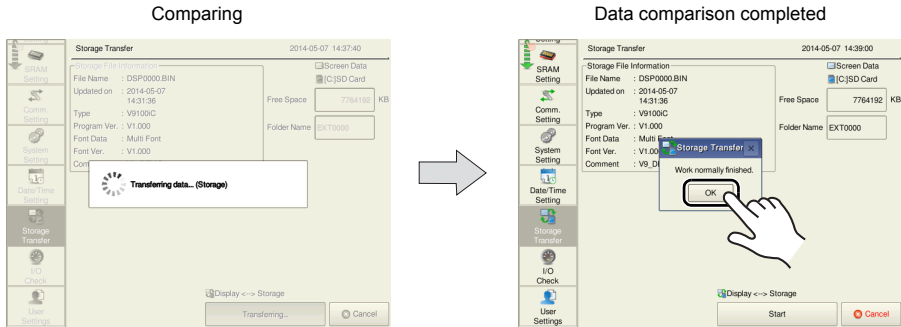 Comparing
Storage Transfer
2014-05-07 14:37:40
SRAM
Setting
Comm.
Setting
System
Setting
Date/Time
Setting
Storage
Transfer
I/O
Check
User
Settings
Storage File Information
Screen Data
File Name : DSP0000.BIN
[C:]SD Card
Updated on : 2014-05-07
14:31:36
Free Space 7764192 KB
Type : V9100iC
Program Ver. : V1.000
Folder Name EXT0000
Font Data : Multi Font
Font Ver. : V1.000
Com
Transferring data... (Storage)
Display <--> Storage
Transferring...
Cancel
Data comparison completed
Setting
Storage Transfer
2014-05-07 14:39:00
SRAM
Setting
Comm.
Setting
System
Setting
Date/Time
Setting
Storage
Transfer
I/O
Check
User
Settings
Storage File Information
Screen Data
File Name : DSP0000.BIN
[C:]SD Card
Updated on : 2014-05-07
14:31:36
Free Space 7764192 KB
Type : V9100iC
Program Ver. : V1.000
Folder Name EXT0000
Font Data : Multi Font
Font Ver. : V1.00
Comment : V9_D
Storage Transfer
Work normally finished.
OK
Display <--> Storage
Start
Cancel